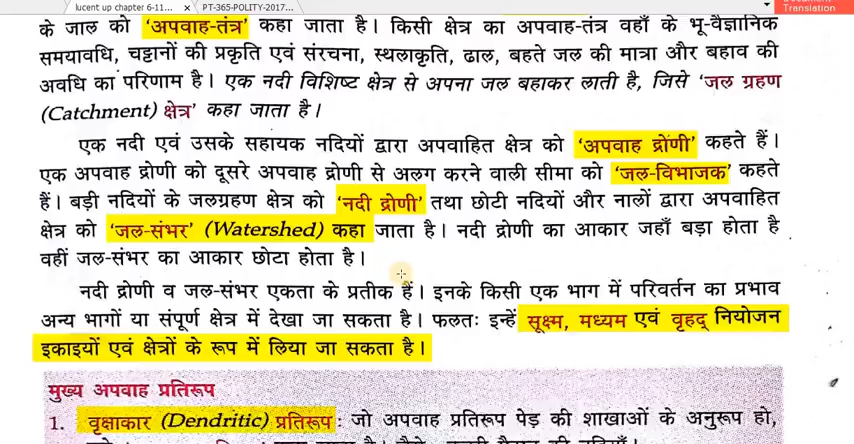 lucent up chapter 6-11...
PT-365-POLITY-2017...
Document
Translation
के जाल को 'अपवाह-तंत्र' कहा जाता है। किसी क्षेत्र का अपवाह-तंत्र वहाँ के भू-वैज्ञानिक
समयावधि, चट्टानों की प्रकृति एवं संरचना, स्थलाकृति, ढाल, बहते जल की मात्रा और बहाव की
अवधि का परिणाम है। एक नदी विशिष्ट क्षेत्र से अपना जल बहाकर लाती है, जिसे 'जल ग्रहण
(Catchment) क्षेत्र' कहा जाता है।
एक नदी एवं उसके सहायक नदियों द्वारा अपवाहित क्षेत्र को 'अपवाह द्रोणी' कहते हैं।
एक अपवाह द्रोणी को दूसरे अपवाह द्रोणी से अलग करने वाली सीमा को 'जल-विभाजक' कहते
हैं। बड़ी नदियों के जलग्रहण क्षेत्र को 'नदी द्रोणी' तथा छोटी नदियों और नालों द्वारा अपवाहित
क्षेत्र को 'जल-संभर' (Watershed) कहा जाता है। नदी द्रोणी का आकार जहाँ बड़ा होता है
वहीं जल-संभर का आकार छोटा होता है।
नदी द्रोणी व जल-संभर एकता के प्रतीक हैं। इनके किसी एक भाग में परिवर्तन का प्रभाव
अन्य भागों या संपूर्ण क्षेत्र में देखा जा सकता है। फलतः इन्हें सूक्ष्म, मध्यम एवं वृहद् नियोजन
इकाइयों एवं क्षेत्रों के रूप में लिया जा सकता है।
मुख्य अपवाह प्रतिरूप
1. वृक्षाकार (Dendritic) प्रतिरूप : जो अपवाह प्रतिरूप पेड़ की शाखाओं के अनुरूप हो,